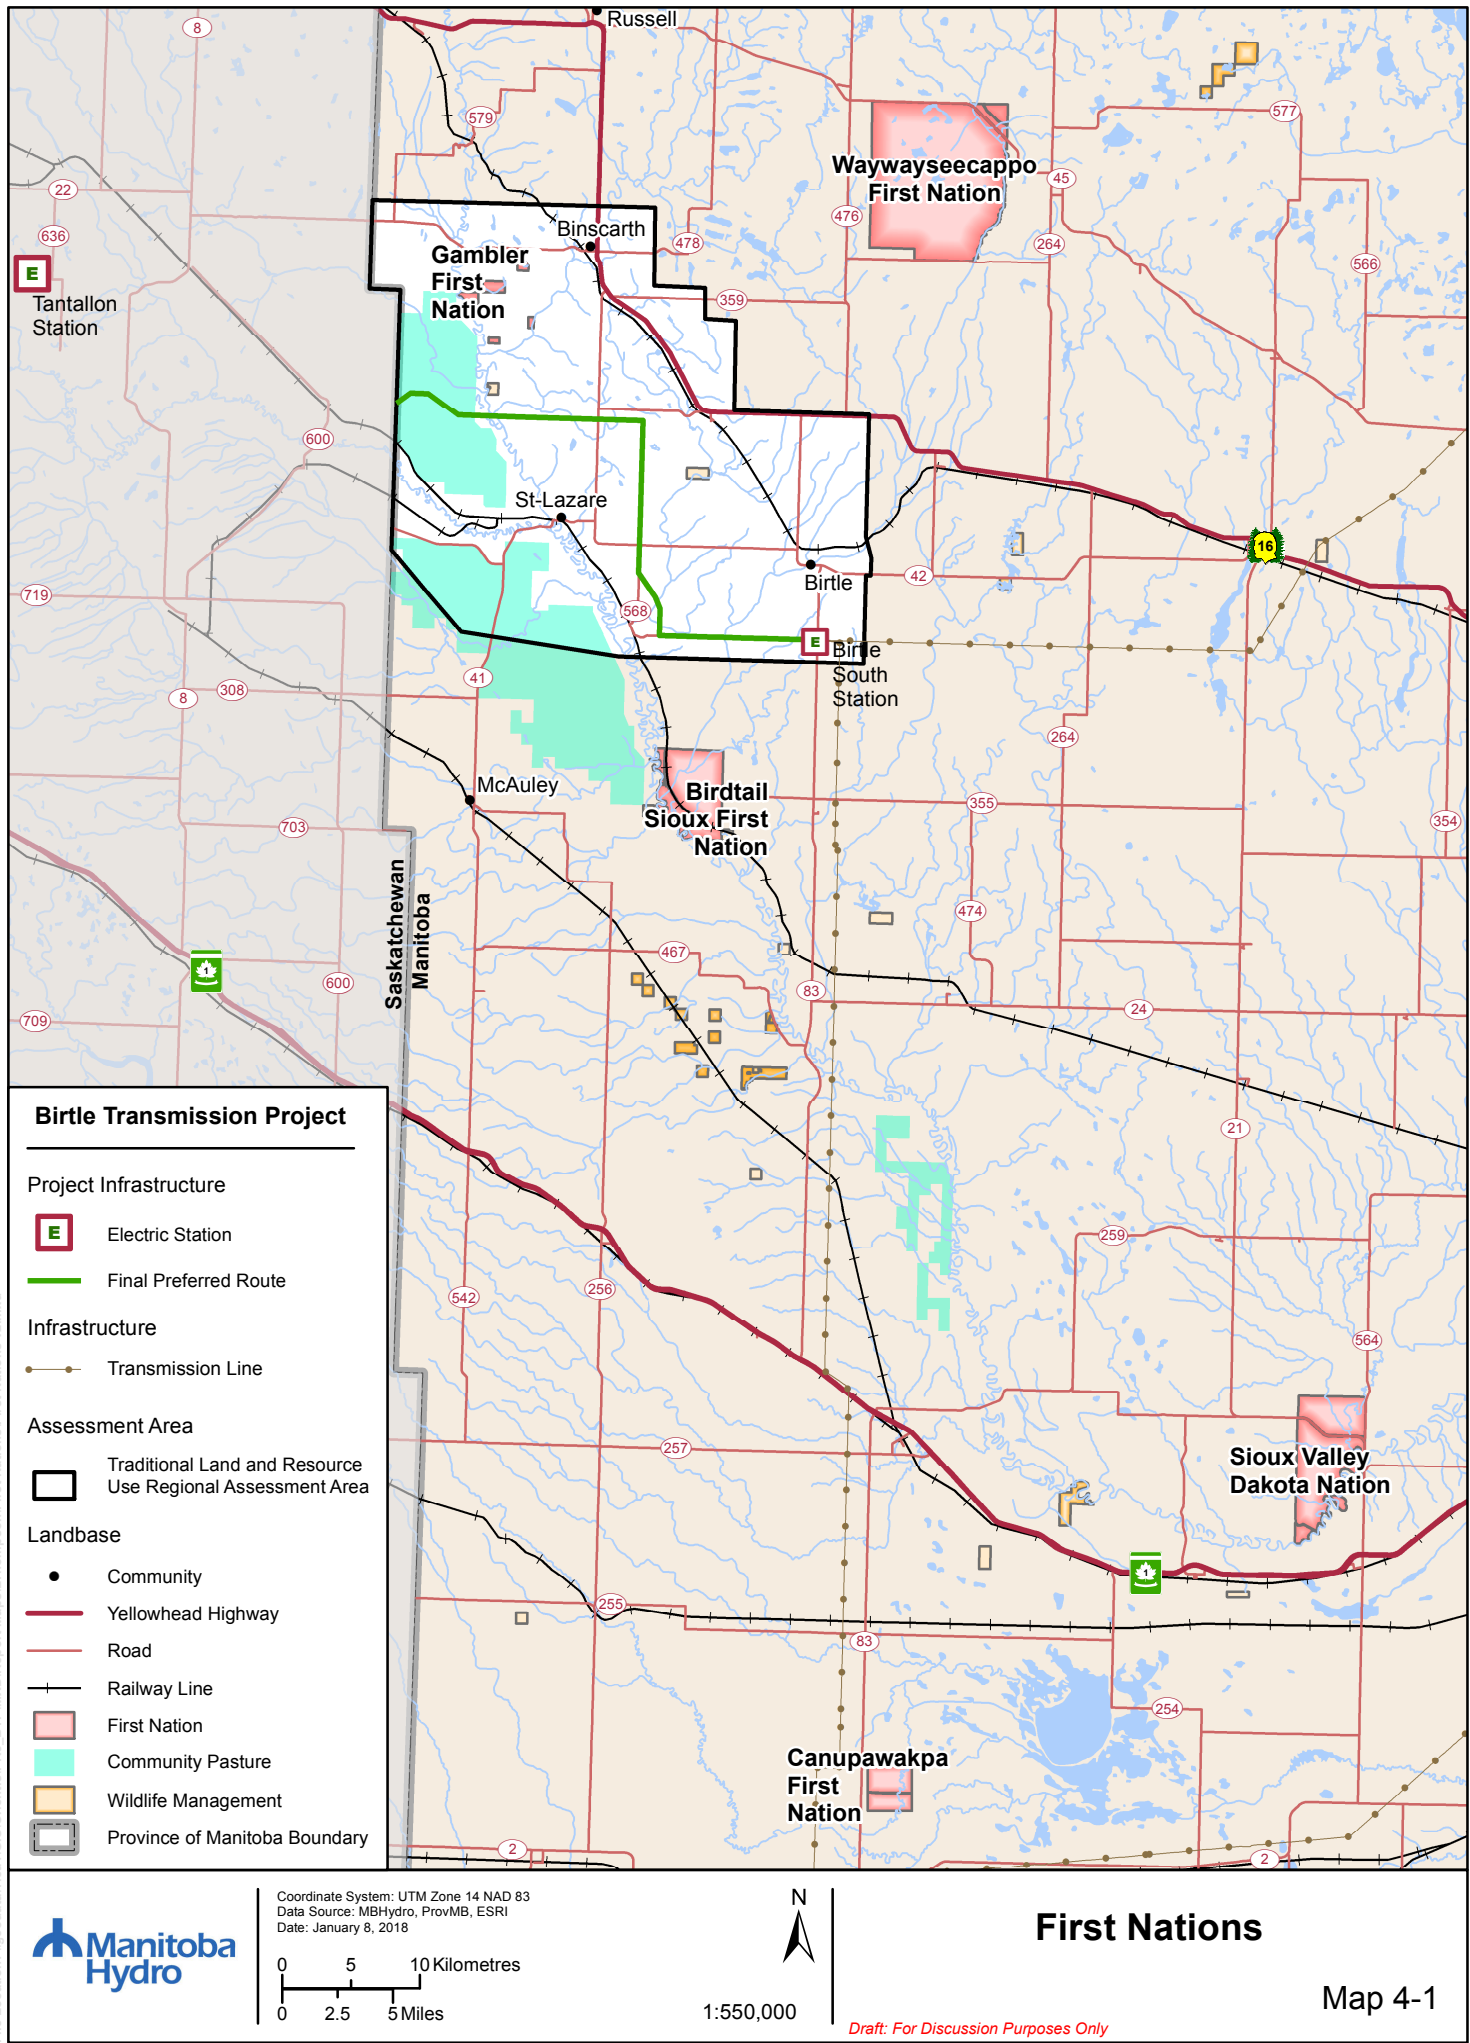 Russell
8
579
577
Waywayseecappo
First Nation
45
22
476
636
Binscarth
478
264
Gambler
First
Nation
566
E
Tantallon
Station
359
600
St-Lazare
16
Birtle
42
719
568
E
Birtle
South
Station
41
308
8
264
McAuley
Birdtail
Sioux First
Nation
355
703
354
Saskatchewan
Manitoba
474
467
1
600
83
24
709
Birtle Transmission Project
21
Project Infrastructure
E
Electric Station
259
Final Preferred Route
256
542
Infrastructure
564
Transmission Line
Assessment Area
257
Traditional Land and Resource
Use Regional Assessment Area
Sioux Valley
Dakota Nation
Landbase
Community
1
Yellowhead Highway
255
Road
83
Railway Line
254
First Nation
Community Pasture
Canupawakpa
First
Nation
Wildlife Management
Province of Manitoba Boundary
2
2
Manitoba
Hydro
Coordinate System: UTM Zone 14 NAD 83
Data Source: MBHydro, ProvMB, ESRI
Date: January 8, 2018
0 5 10 Kilometres
0 2.5 5 Miles
N
1:550,000
First Nations
Map 4-1
Draft: For Discussion Purposes Only